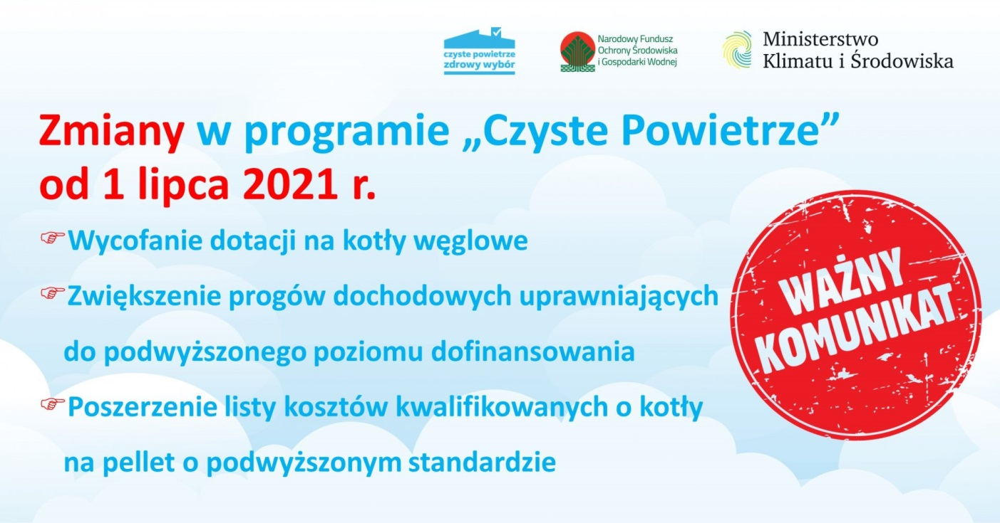 czyste powietrze
zdrowy wybór
Narodowy Fundusz
Ochrony Środowiska
i Gospodarki Wodnej
Ministerstwo
Klimatu i Środowiska
Zmiany w programie „Czyste Powietrze”
od 1 lipca 2021 r.
Wycofanie dotacji na kotły węglowe
Zwiększenie progów dochodowych uprawniających
do podwyższonego poziomu dofinansowania
Poszerzenie listy kosztów kwalifikowanych o kotły
na pellet o podwyższonym standardzie
WAŻNY
KOMUNIKAT